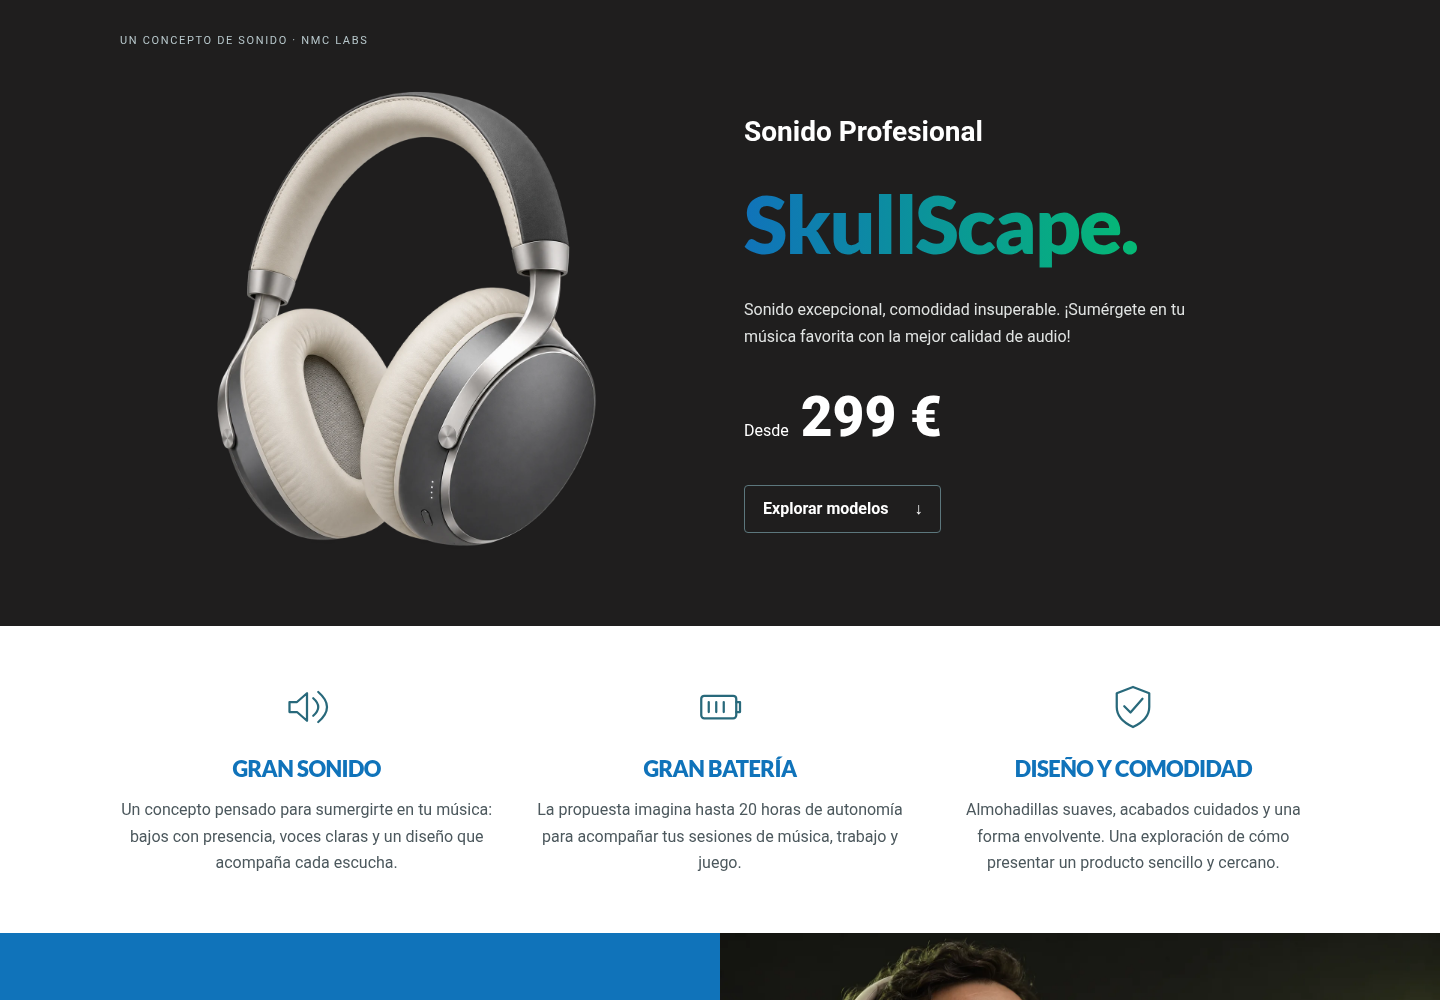 UN CONCEPTO DE SONIDO · NMC LABS
Sonido Profesional
SkullScape.
Sonido excepcional, comodidad insuperable. ¡Sumérgete en tu
música favorita con la mejor calidad de audio!
Desde 299 €
Explorar modelos ↓
GRAN SONIDO
Un concepto pensado para sumergirte en tu música:
bajos con presencia, voces claras y un diseño que
acompaña cada escucha.
GRAN BATERÍA
La propuesta imagina hasta 20 horas de autonomía
para acompañar tus sesiones de música, trabajo y
juego.
DISEÑO Y COMODIDAD
Almohadillas suaves, acabados cuidados y una
forma envolvente. Una exploración de cómo
presentar un producto sencillo y cercano.